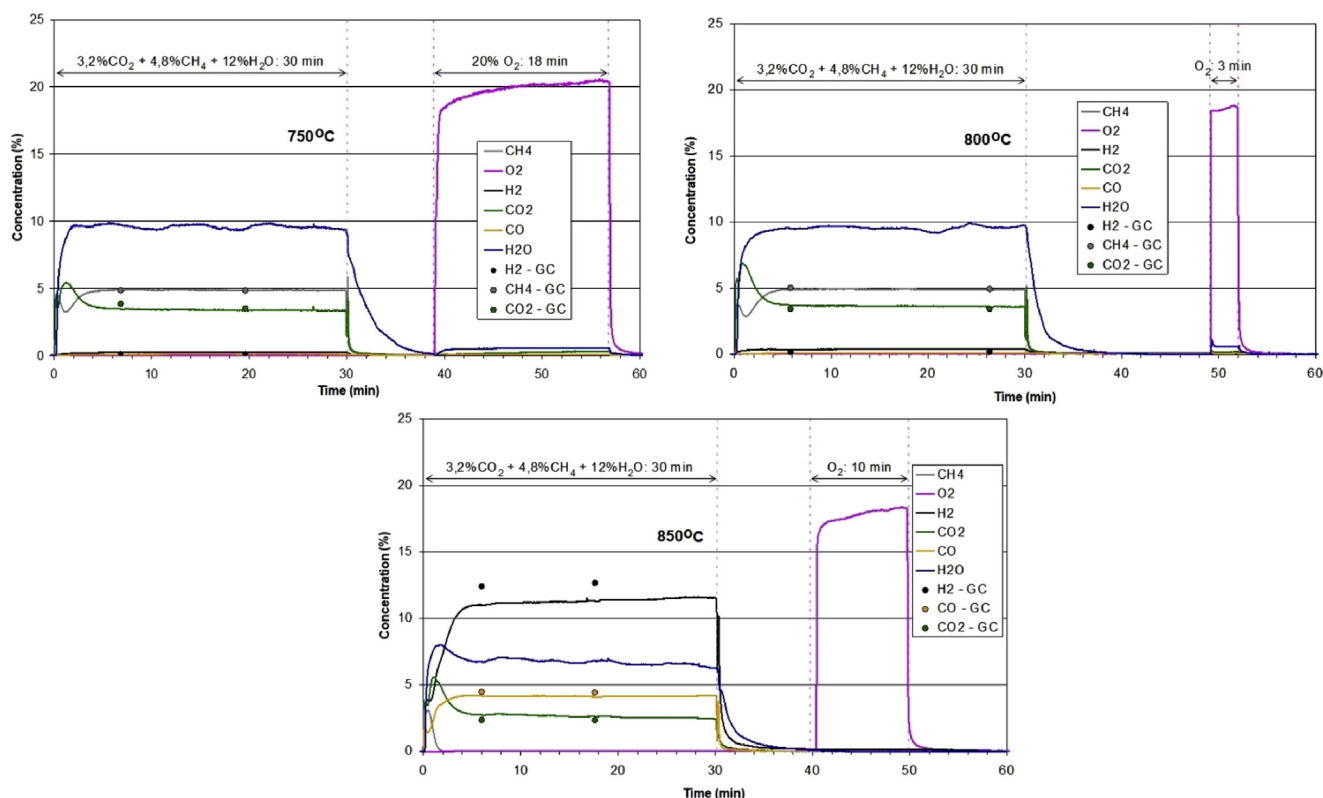 25
20
15
10
5
0
Concentration (%)
3,2%CO2 + 4,8%CH4 + 12%H2O: 30 min
20% O2: 18 min
750°C
CH4
O2
H2
CO2
CO
H2O
H2 - GC
CH4 - GC
CO2 - GC
0 10 20 30 40 50 60
Time (min)
25
20
15
10
5
0
Concentration (%)
3,2%CO2 + 4,8%CH4 + 12%H2O: 30 min
O2: 3 min
800°C
CH4
O2
H2
CO2
CO
H2O
H2 - GC
CH4 - GC
CO2 - GC
0 10 20 30 40 50 60
Time (min)
25
20
15
10
5
0
Concentration (%)
3,2%CO2 + 4,8%CH4 + 12%H2O: 30 min
O2: 10 min
850°C
CH4
O2
H2
CO2
CO
H2O
H2 - GC
CO - GC
CO2 - GC
0 10 20 30 40 50 60
Time (min)